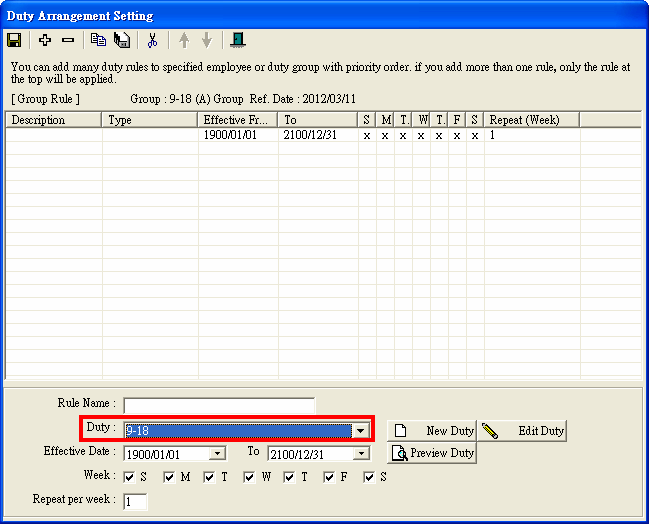 Duty Arrangement Setting
You can add many duty rules to specified employee or duty group with priority order. if you add more than one rule, only the rule at
the top will be applied.
[ Group Rule ] Group : 9-18 (A) Group Ref. Date : 2012/03/11
Description Type Effective Fr... To S M T. W T. F S Repeat (Week)
1900/01/01 2100/12/31 x x x x x x x 1
Rule Name :
Duty : 9-18 New Duty Edit Duty
Effective Date : 1900/01/01 To 2100/12/31 Preview Duty
Week : S M T W T F S
Repeat per week : 1